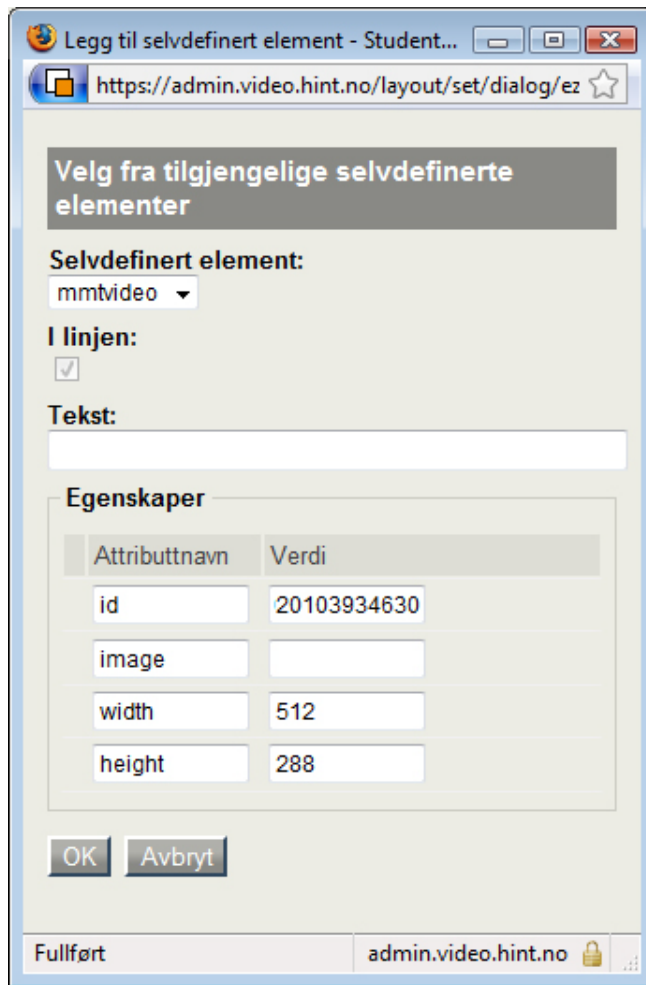 Legg til selvdefinert element - Student...
https://admin.video.hint.no/layout/set/dialog/ez
Velg fra tilgjengelige selvdefinerte
elementer
Selvdefinert element:
mmtvideo
I linjen:
Tekst:
Egenskaper
Attributtnavn Verdi
id 20103934630
image
width 512
height 288
OK Avbryt
Fullført admin.video.hint.no